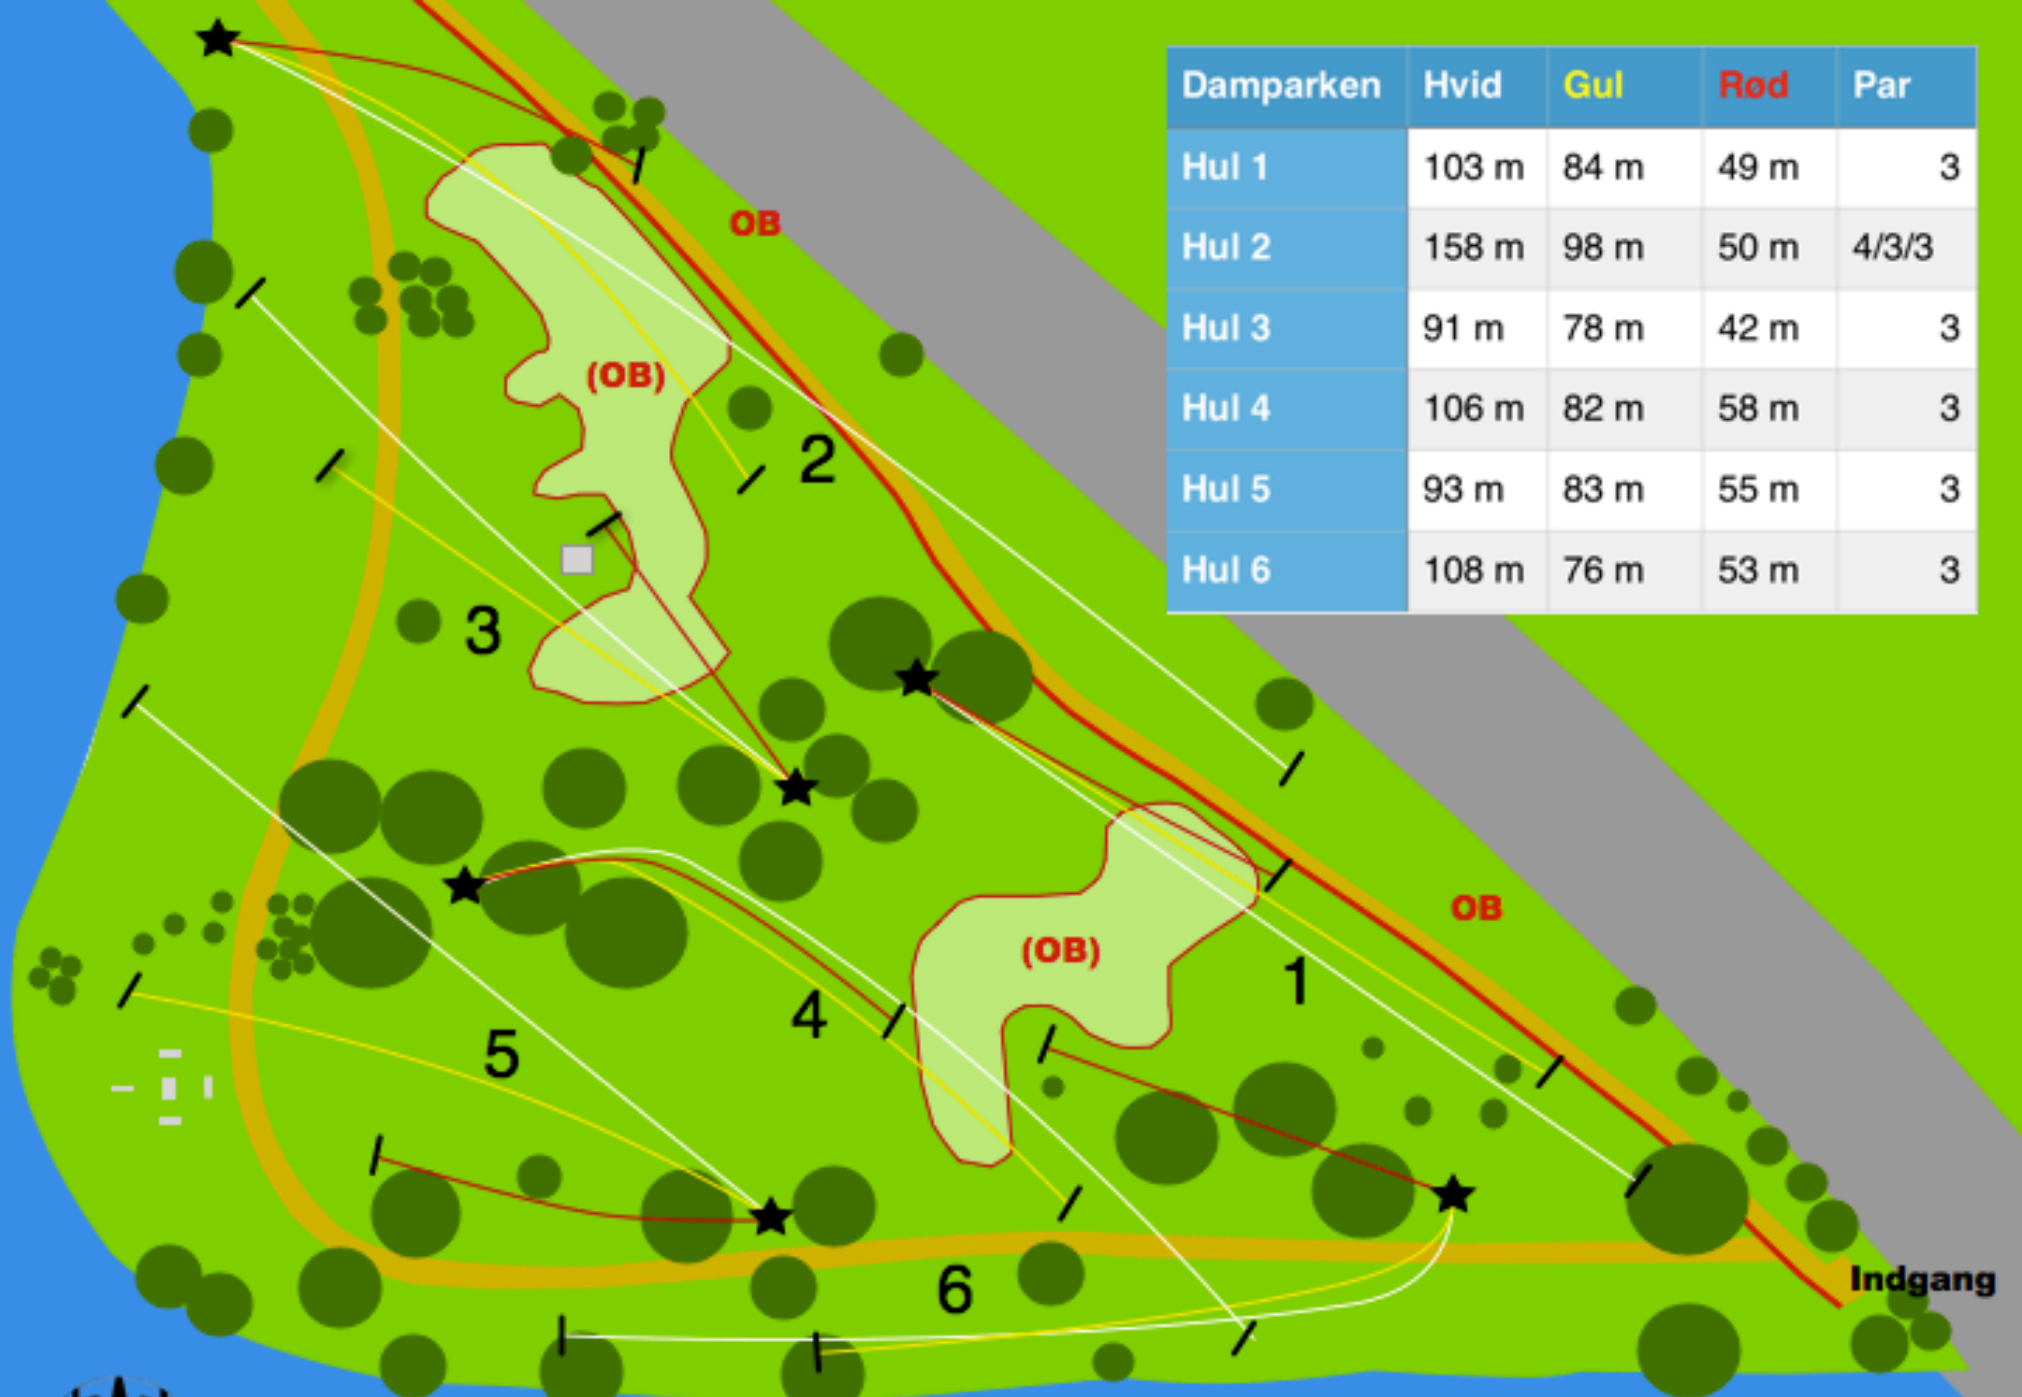 Damparken Hvid Gul Rød Par
Hul 1 103 m 84 m 49 m 3
Hul 2 158 m 98 m 50 m 4/3/3
Hul 3 91 m 78 m 42 m 3
Hul 4 106 m 82 m 58 m 3
Hul 5 93 m 83 m 55 m 3
Hul 6 108 m 76 m 53 m 3
OB
(OB)
2
3
OB
(OB)
1
4
5
6
Indgang